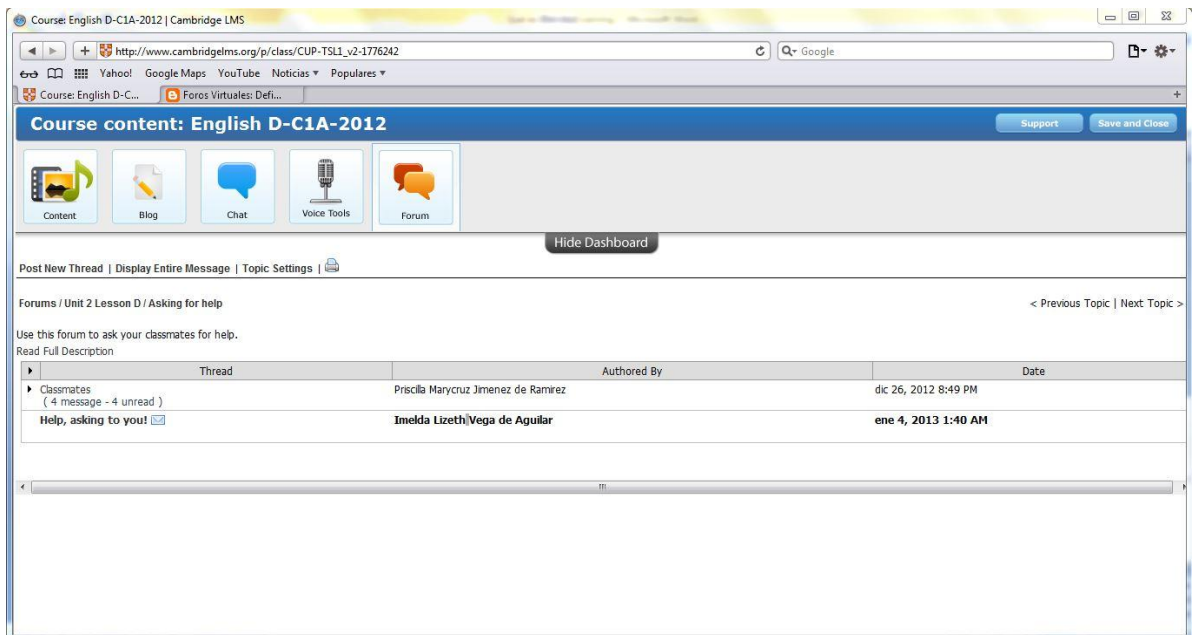 Course: English D-C1A-2012 | Cambridge LMS
http://www.cambridgelms.org/p/class/CUP-TSL1_v2-1776242
Google
Yahoo! Google Maps YouTube Noticias Populares
Course: English D-C... Foros Virtuales: Defi...
Course content: English D-C1A-2012
Support Save and Close
Content Blog Chat Voice Tools Forum
Hide Dashboard
Post New Thread | Display Entire Message | Topic Settings |
Forums / Unit 2 Lesson D / Asking for help
< Previous Topic | Next Topic >
Use this forum to ask your classmates for help.
Read Full Description
Thread Authored By Date
Classmates Priscilla Marycruz Jimenez de Ramirez dic 26, 2012 8:49 PM
( 4 message - 4 unread )
Help, asking to you! Imelda Lizeth Vega de Aguilar ene 4, 2013 1:40 AM